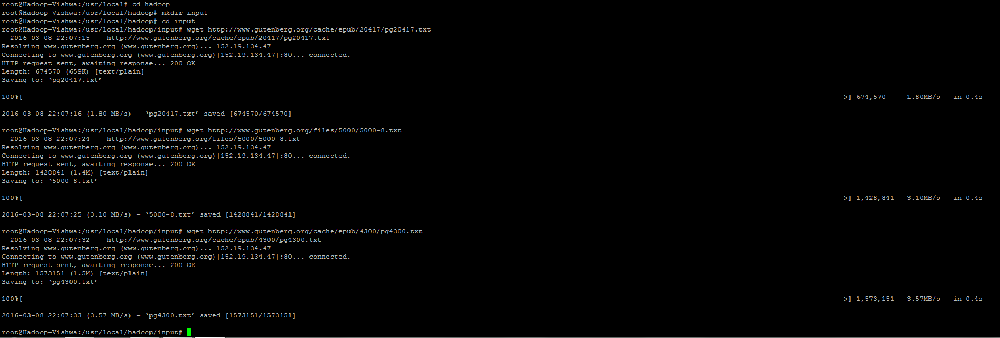 root@Hadoop-Vishwa:/usr/local# cd hadoop
root@Hadoop-Vishwa:/usr/local/hadoop# mkdir input
root@Hadoop-Vishwa:/usr/local/hadoop# cd input
root@Hadoop-Vishwa:/usr/local/hadoop/input# wget http://www.gutenberg.org/cache/epub/20417/pg20417.txt
--2016-03-08 22:07:15--  http://www.gutenberg.org/cache/epub/20417/pg20417.txt
Resolving www.gutenberg.org (www.gutenberg.org)... 152.19.134.47
Connecting to www.gutenberg.org (www.gutenberg.org)|152.19.134.47|:80... connected.
HTTP request sent, awaiting response... 200 OK
Length: 674570 (659K) [text/plain]
Saving to: ‘pg20417.txt’
100%[===================================================>] 674,570     1.80MB/s   in 0.4s
2016-03-08 22:07:16 (1.80 MB/s) - ‘pg20417.txt’ saved [674570/674570]
root@Hadoop-Vishwa:/usr/local/hadoop/input# wget http://www.gutenberg.org/files/5000/5000-8.txt
--2016-03-08 22:07:24--  http://www.gutenberg.org/files/5000/5000-8.txt
Resolving www.gutenberg.org (www.gutenberg.org)... 152.19.134.47
Connecting to www.gutenberg.org (www.gutenberg.org)|152.19.134.47|:80... connected.
HTTP request sent, awaiting response... 200 OK
Length: 1428841 (1.4M) [text/plain]
Saving to: ‘5000-8.txt’
100%[===================================================>] 1,428,841   3.10MB/s   in 0.4s
2016-03-08 22:07:25 (3.10 MB/s) - ‘5000-8.txt’ saved [1428841/1428841]
root@Hadoop-Vishwa:/usr/local/hadoop/input# wget http://www.gutenberg.org/cache/epub/4300/pg4300.txt
--2016-03-08 22:07:32--  http://www.gutenberg.org/cache/epub/4300/pg4300.txt
Resolving www.gutenberg.org (www.gutenberg.org)... 152.19.134.47
Connecting to www.gutenberg.org (www.gutenberg.org)|152.19.134.47|:80... connected.
HTTP request sent, awaiting response... 200 OK
Length: 1573151 (1.5M) [text/plain]
Saving to: ‘pg4300.txt’
100%[===================================================>] 1,573,151   3.57MB/s   in 0.4s
2016-03-08 22:07:33 (3.57 MB/s) - ‘pg4300.txt’ saved [1573151/1573151]
root@Hadoop-Vishwa:/usr/local/hadoop/input#